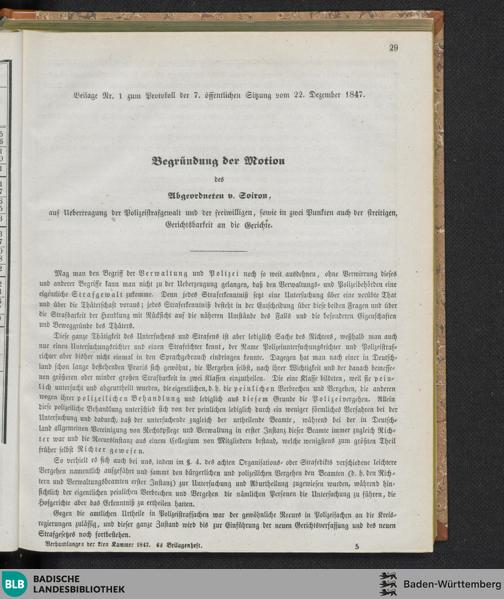 29
Beilage Nr. 1 zum Protokoll der 7. öffentlichen Sitzung vom 22. Dezember 1847.
Begründung der Motion
des
Abgeordneten v. Soiron,
auf Uebertragung der Polizeistrafgewalt und der freiwilligen, sowie in zwei Punkten auch der streitigen,
Gerichtsbarkeit an die Gerichte.
Mag man den Begriff der Verwaltung und Polizei noch so weit ausdehnen, ohne Verwirrung dieses
und anderer Begriffe kann man nicht zu der Ueberzeugung gelangen, daß den Verwaltungs- und Polizeibehörden eine
eigentliche Strafgewalt zukomme. Denn jedes Straferkenntniß setzt eine Untersuchung über eine verübte That
und über die Thäterschaft voraus; jedes Straferkenntniß besteht in der Entscheidung über diese beiden Fragen und über
die Strafbarkeit der Handlung mit Rücksicht auf die näheren Umstände des Falls und die besonderen Eigenschaften
und Beweggründe des Thäters.
Diese ganze Thätigkeit des Untersuchens und Strafens ist aber lediglich Sache des Richters, weßhalb man auch
nur einen Untersuchungsrichter und einen Strafrichter kennt, der Name Polizeiuntersuchungsrichter und Polizeistraf-
richter aber bisher nicht einmal in den Sprachgebrauch eindringen konnte. Dagegen hat man nach einer in Deutsch-
land schon lange bestehenden Praxis sich gewöhnt, die Vergehen selbst, nach ihrer Wichtigkeit und der danach bemesse-
nen größeren oder minder großen Strafbarkeit in zwei Klassen einzutheilen. Die eine Klasse bildeten, weil sie pein-
lich untersucht und abgeurtheilt wurden, die eigentlichen, d. h. die peinlichen Verbrechen und Vergehen, die anderen
wegen ihrer polizeilichen Behandlung und lediglich aus diesem Grunde die Polizeivergehen. Allein
diese polizeiliche Behandlung unterschied sich von der peinlichen lediglich durch ein weniger förmliches Verfahren bei der
Untersuchung und dadurch, daß der untersuchende zugleich der urtheilende Beamte, während bei der in Deutsch-
land allgemeinen Vereinigung von Rechtspflege und Verwaltung in erster Instanz dieser Beamte immer zugleich Rich-
ter war und die Recursinstanz aus einem Collegium von Mitgliedern bestand, welche wenigstens zum größten Theil
früher selbst Richter gewesen.
So verhielt es sich auch bei uns, indem im §. 4. des achten Organisations- oder Strafedikts verschiedene leichtere
Vergehen namentlich aufgeführt und sammt den bürgerlichen und polizeilichen Vergehen den Beamten (d. h. den Rich-
tern und Verwaltungsbeamten erster Instanz) zur Untersuchung und Aburtheilung zugewiesen wurden, während hin-
sichtlich der eigentlichen peinlichen Verbrechen und Vergehen die nämlichen Personen die Untersuchung zu führen, die
Hofgerichte aber das Erkenntniß zu ertheilen hatten.
Gegen die amtlichen Urtheile in Polizeistrafsachen war der gewöhnliche Recurs in Polizeisachen an die Kreis-
regierungen zulässig, und dieser ganze Zustand wird bis zur Einführung der neuen Gerichtsverfassung und des neuen
Strafgesetzes noch fortbestehen.
Verhandlungen der 2ten Kammer 1847. 6s Beilagenheft.
5
BLB BADISCHE
LANDESBIBLIOTHEK
Baden-Württemberg